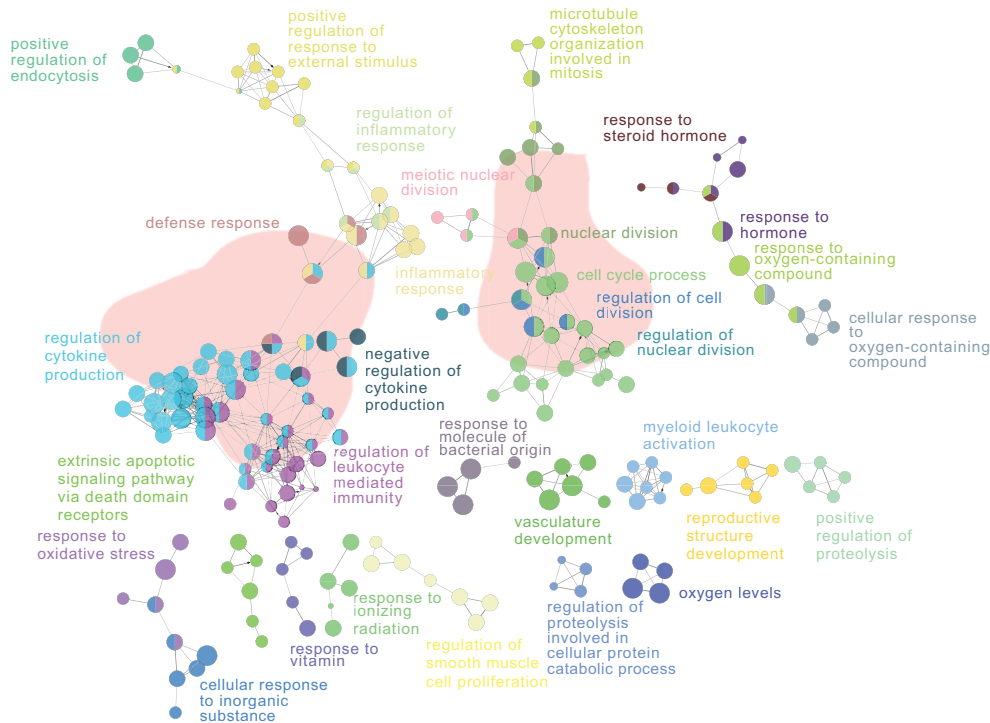 positive
regulation of
endocytosis
positive
regulation of
response to
external stimulus
microtubule
cytoskeleton
organization
involved in
mitosis
regulation of
inflammatory
response
response to
steroid hormone
meiotic nuclear
division
defense response
nuclear division
response to
hormone
response to
oxygen-containing
compound
inflammatory
response
cell cycle process
regulation of cell
division
regulation of
nuclear division
cellular response
to
oxygen-containing
compound
regulation of
cytokine
production
negative
regulation of
cytokine
production
response to
molecule of
bacterial origin
myeloid leukocyte
activation
regulation of
leukocyte
mediated
immunity
extrinsic apoptotic
signaling pathway
via death domain
receptors
vasculature
development
reproductive
structure
development
positive
regulation of
proteolysis
response to
oxidative stress
response to
ionizing
radiation
oxygen levels
regulation of
proteolysis
involved in
cellular protein
catabolic process
response to
vitamin
regulation of
smooth muscle
cell proliferation
cellular response
to inorganic
substance